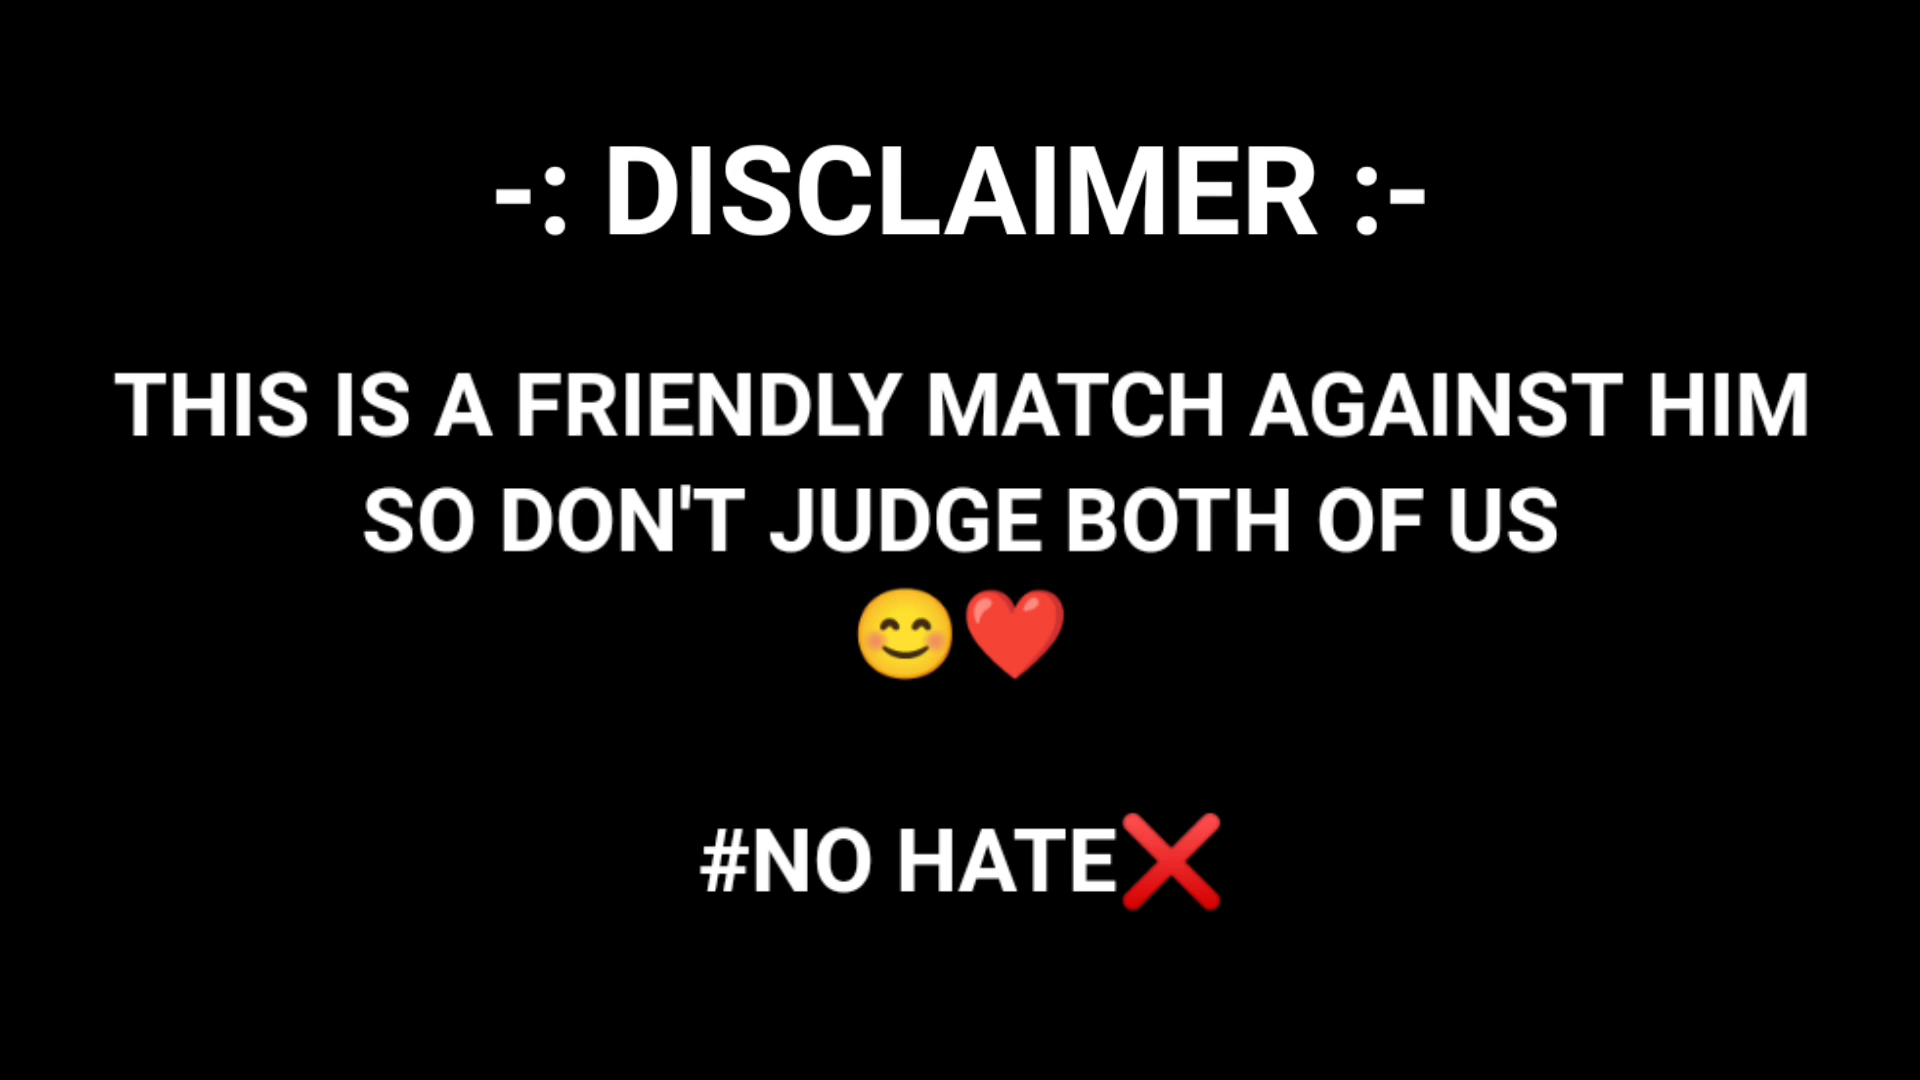 -: DISCLAIMER :-
THIS IS A FRIENDLY MATCH AGAINST HIM
SO DON'T JUDGE BOTH OF US
😊❤️
#NO HATE❌